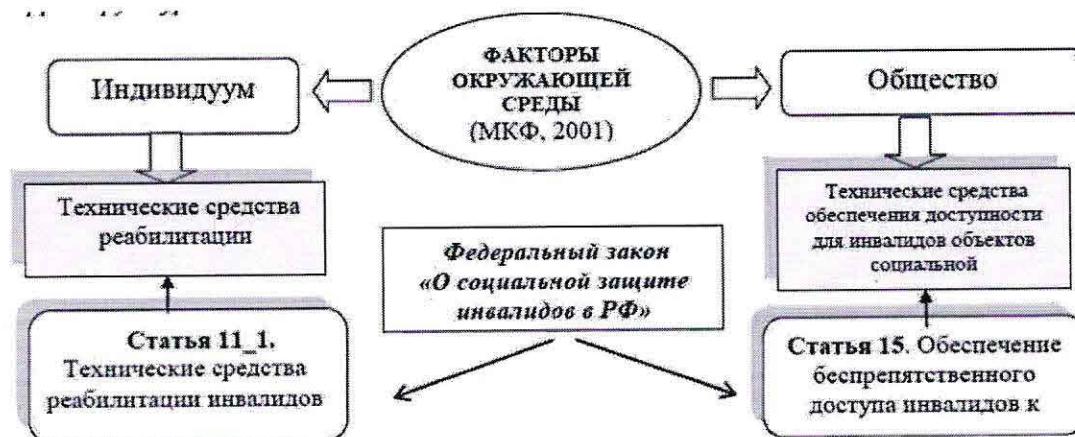 ФАКТОРЫ
ОКРУЖАЮЩЕЙ
СРЕДЫ
(МКФ, 2001)
Индивидуум
Общество
Технические средства
реабилитации
Технические средства
обеспечения доступности
для инвалидов объектов
социальной
Федеральный закон
«О социальной защите
инвалидов в РФ»
Статья 11_1.
Технические средства
реабилитации инвалидов
Статья 15. Обеспечение
беспрепятственного
доступа инвалидов к